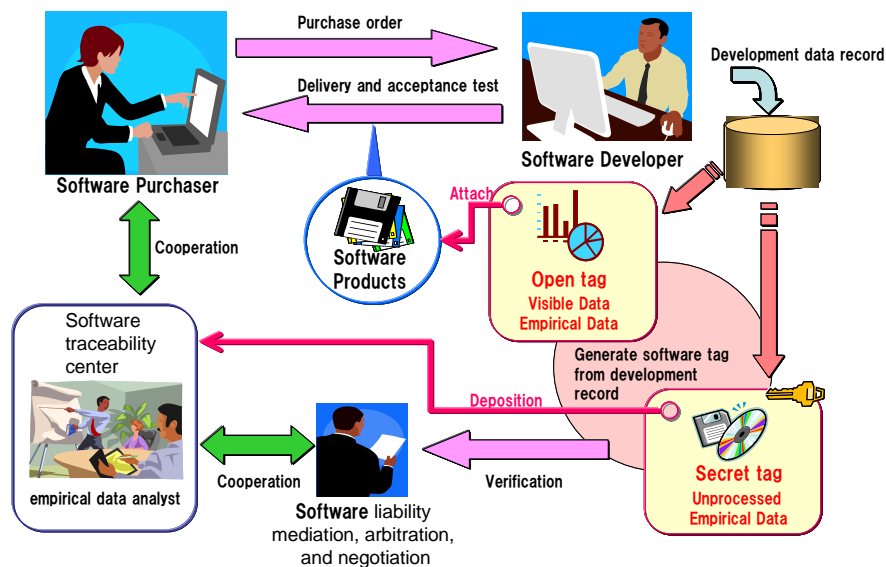 Purchase order
Development data record
Delivery and acceptance test
Software Developer
Software Purchaser
Attach
Cooperation
Software
Products
Open tag
Visible Data
Empirical Data
Software
traceability
center
Generate software tag
from development
record
Deposition
empirical data analyst
Cooperation
Verification
Secret tag
Unprocessed
Empirical Data
Software liability
mediation, arbitration,
and negotiation